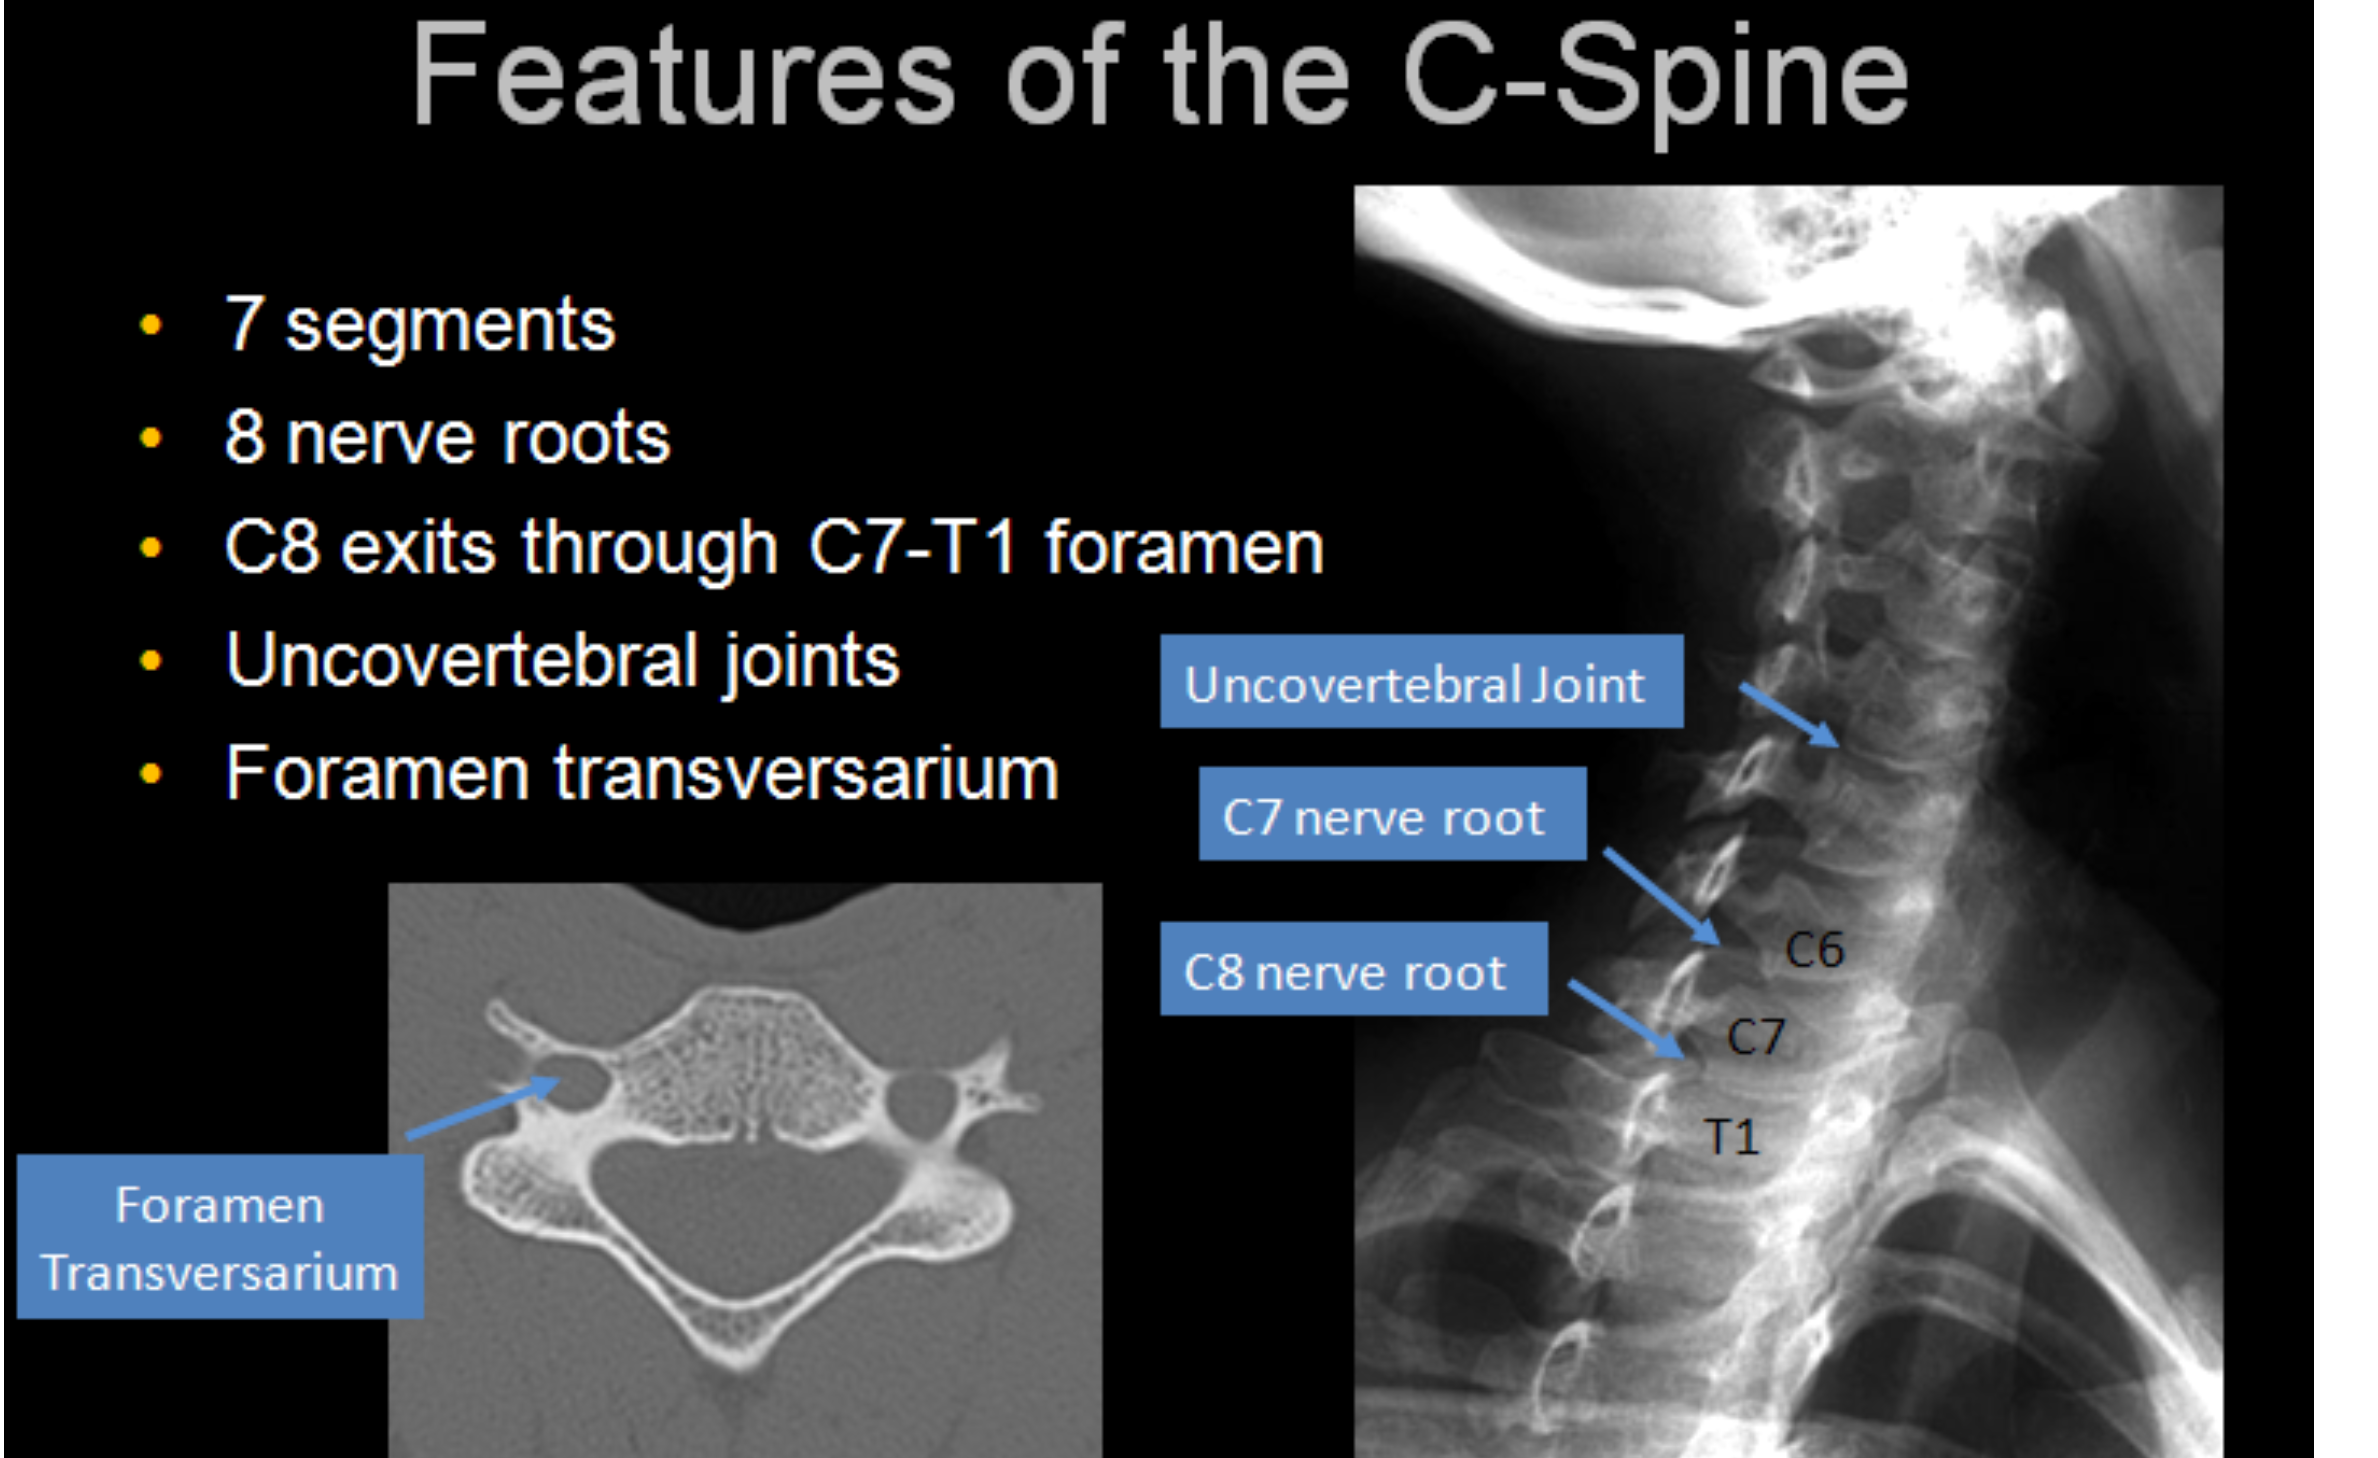 Features of the C-Spine
• 7 segments
• 8 nerve roots
• C8 exits through C7-T1 foramen
• Uncovertebral joints
• Foramen transversarium
Uncovertebral Joint
C7 nerve root
C8 nerve root
C6
C7
T1
Foramen
Transversarium